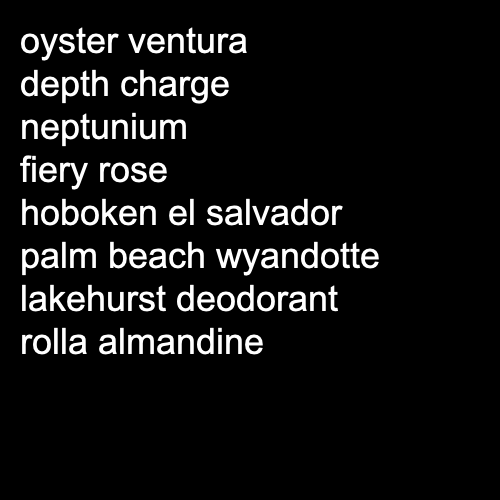 oyster ventura
depth charge
neptunium
fiery rose
hoboken el salvador
palm beach wyandotte
lakehurst deodorant
rolla almandine